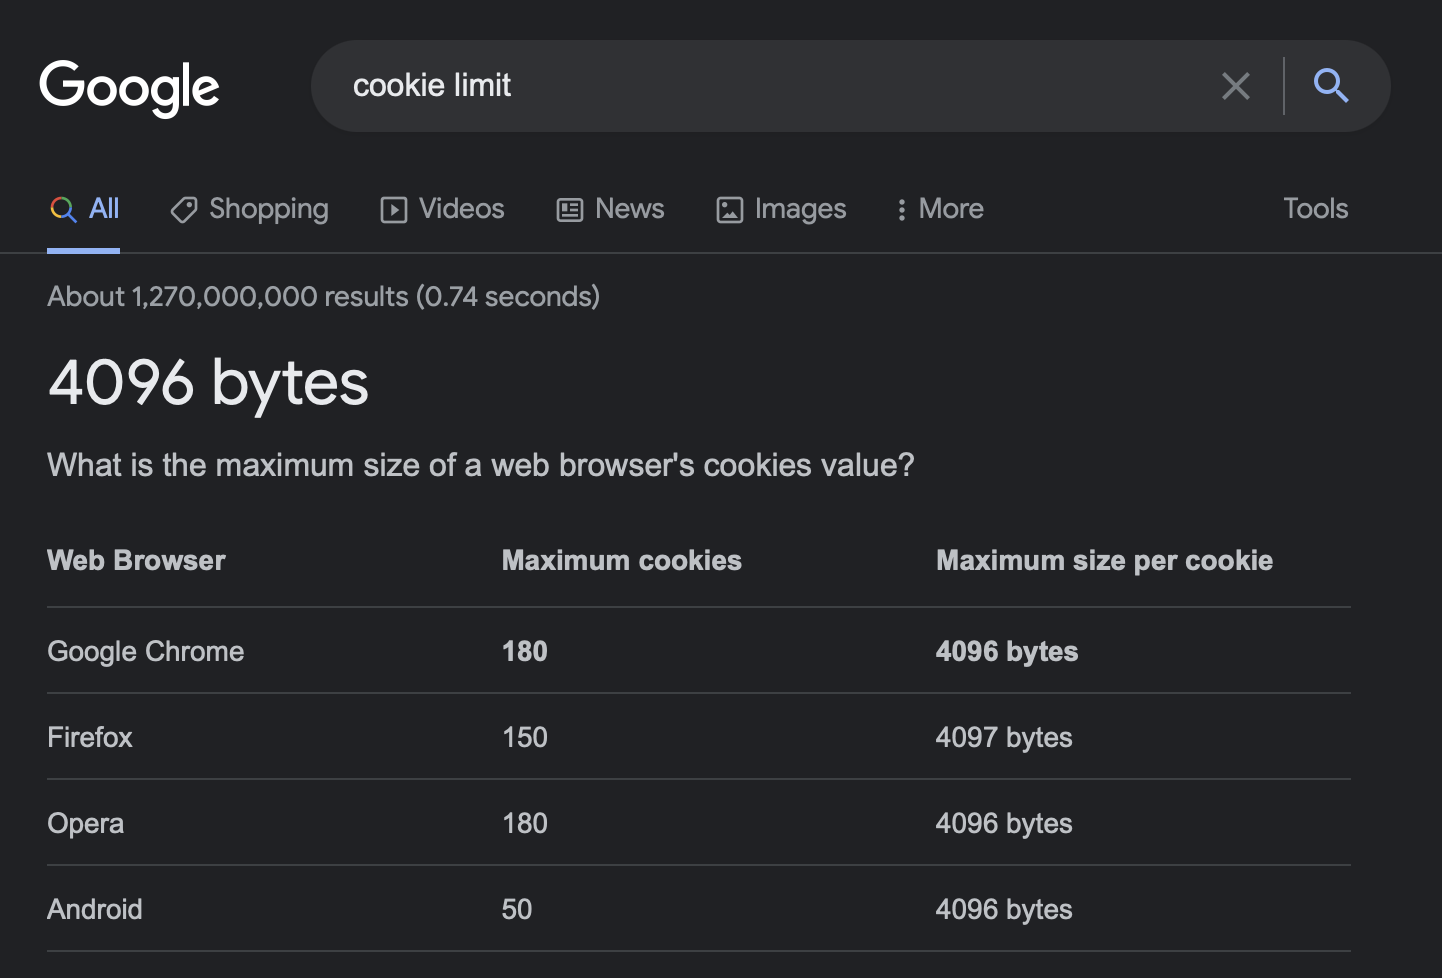 Google
cookie limit
All Shopping Videos News Images More Tools
About 1,270,000,000 results (0.74 seconds)
4096 bytes
What is the maximum size of a web browser's cookies value?
Web Browser Maximum cookies Maximum size per cookie
Google Chrome 180 4096 bytes
Firefox 150 4097 bytes
Opera 180 4096 bytes
Android 50 4096 bytes